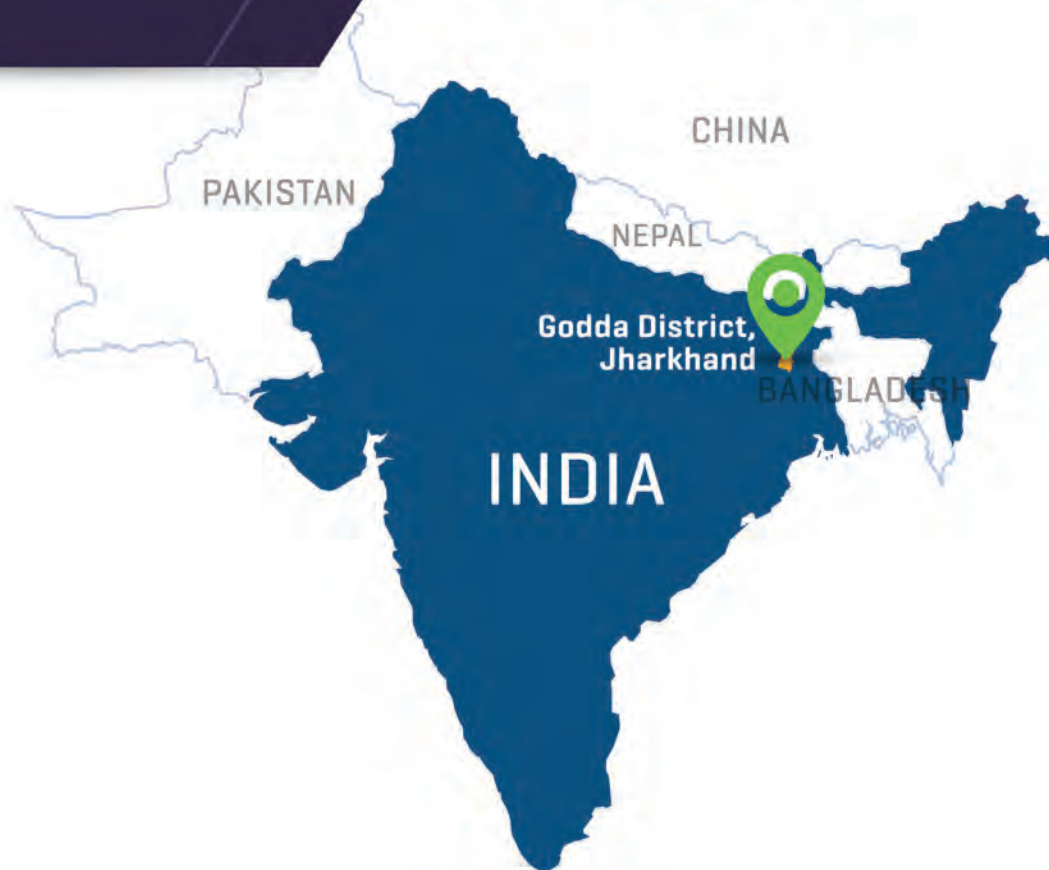 CHINA
PAKISTAN
NEPAL
Godda District,
Jharkhand
BANGLADESH
INDIA